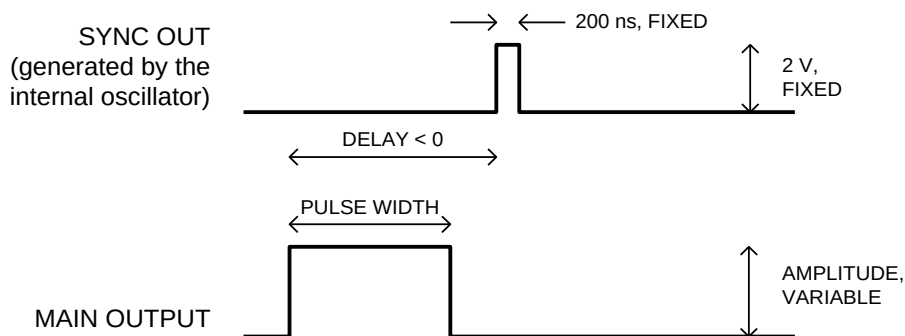 200 ns, FIXED
SYNC OUT
(generated by the
internal oscillator)
2 V,
FIXED
DELAY < 0
PULSE WIDTH
AMPLITUDE,
VARIABLE
MAIN OUTPUT